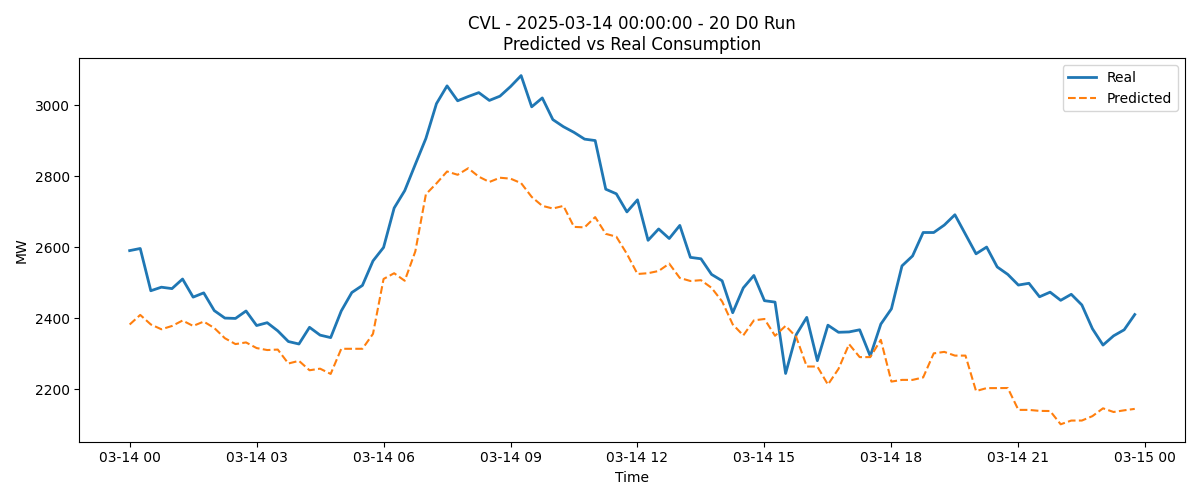 CVL - 2025-03-14 00:00:00 - 20 D0 Run
Predicted vs Real Consumption
Real
Predicted
MW
3000
2800
2600
2400
2200
03-14 00
03-14 03
03-14 06
03-14 09
03-14 12
03-14 15
03-14 18
03-14 21
03-15 00
Time